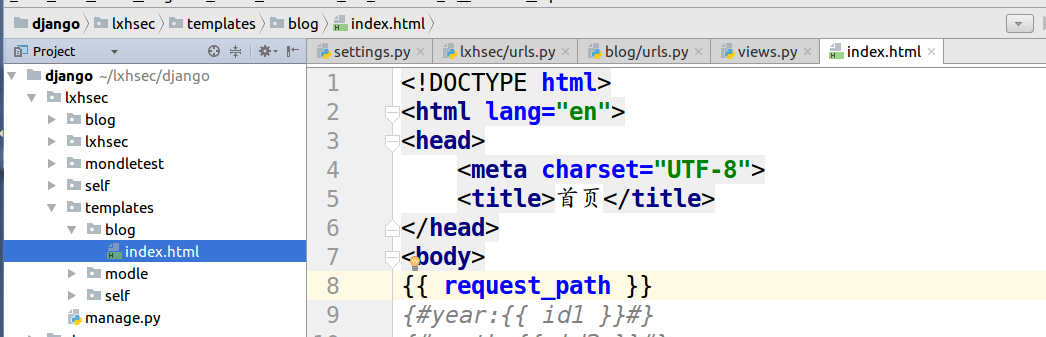 django lxhsec templates blog index.html
Project
settings.py × lxhsec/urls.py × blog/urls.py × views.py × index.html ×
django ~/lxhsec/django
lxhsec
blog
lxhsec
mondletest
self
templates
blog
index.html
modle
self
manage.py
1 <!DOCTYPE html>
2 <html lang="en">
3 <head>
4 <meta charset="UTF-8">
5 <title>首页</title>
6 </head>
7 <body>
8 {{ request_path }}
9 {#year:{{ id1 }}#}